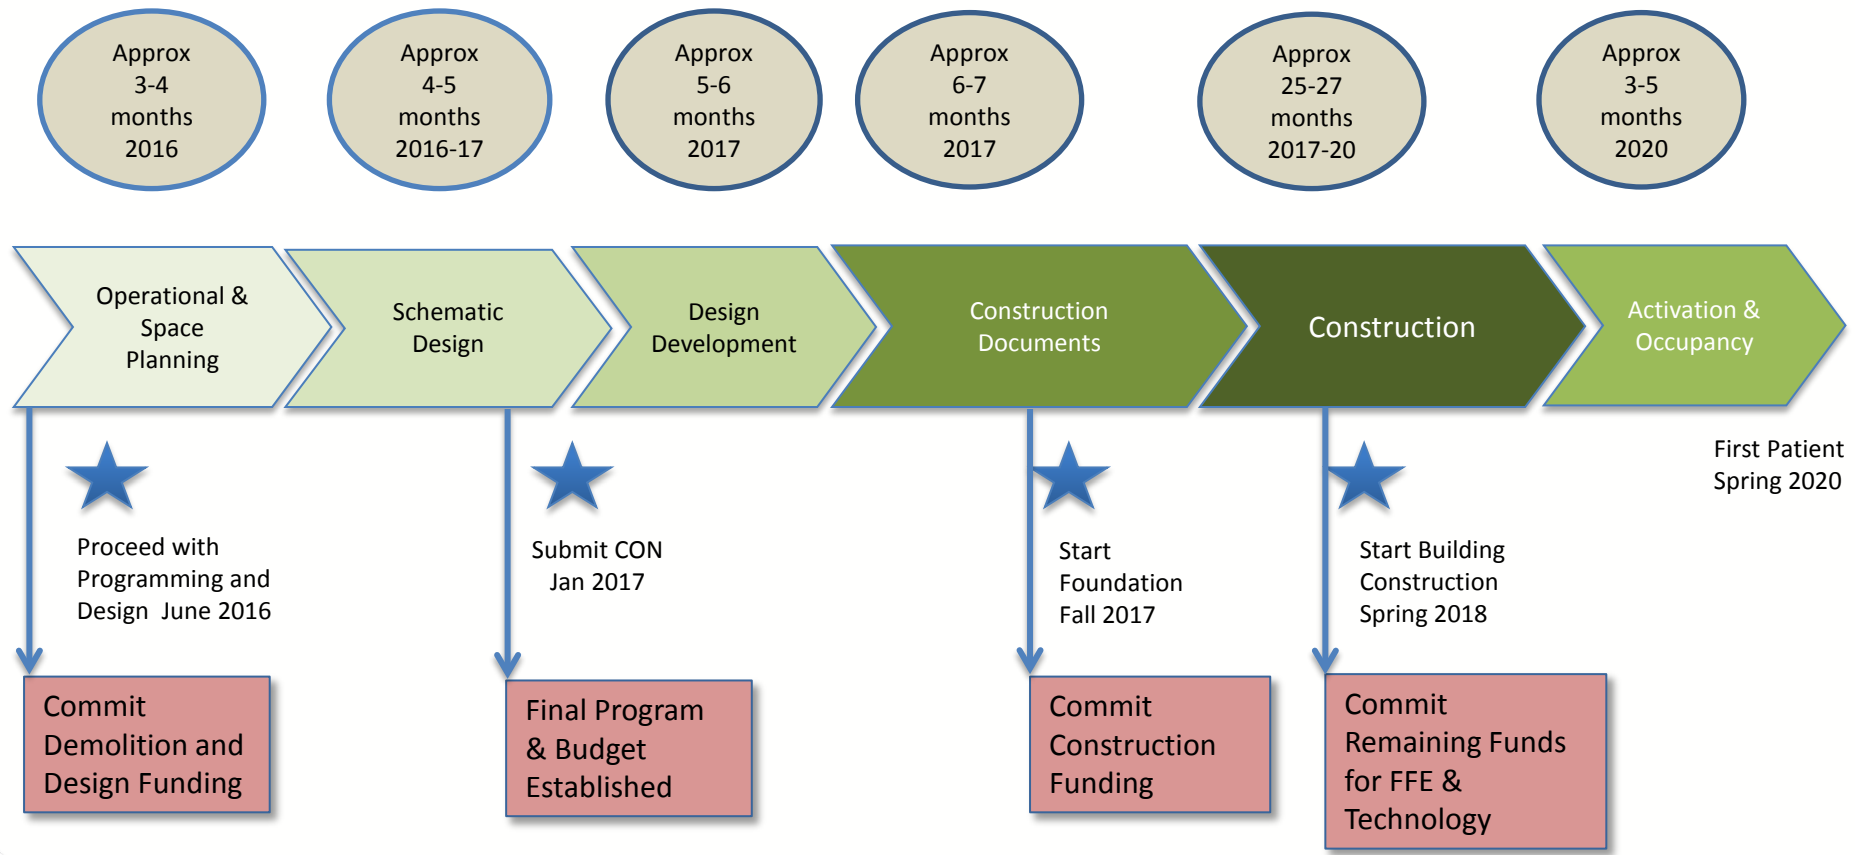 Approx
3-4
months
2016
Approx
4-5
months
2016-17
Approx
5-6
months
2017
Approx
6-7
months
2017
Approx
25-27
months
2017-20
Approx
3-5
months
2020
Operational &
Space
Planning
Schematic
Design
Design
Development
Construction
Documents
Construction
Activation &
Occupancy
Proceed with
Programming and
Design  June 2016
Submit CON
Jan 2017
Start
Foundation
Fall 2017
Start Building
Construction
Spring 2018
First Patient
Spring 2020
Commit
Demolition and
Design Funding
Final Program
& Budget
Established
Commit
Construction
Funding
Commit
Remaining Funds
for FFE &
Technology